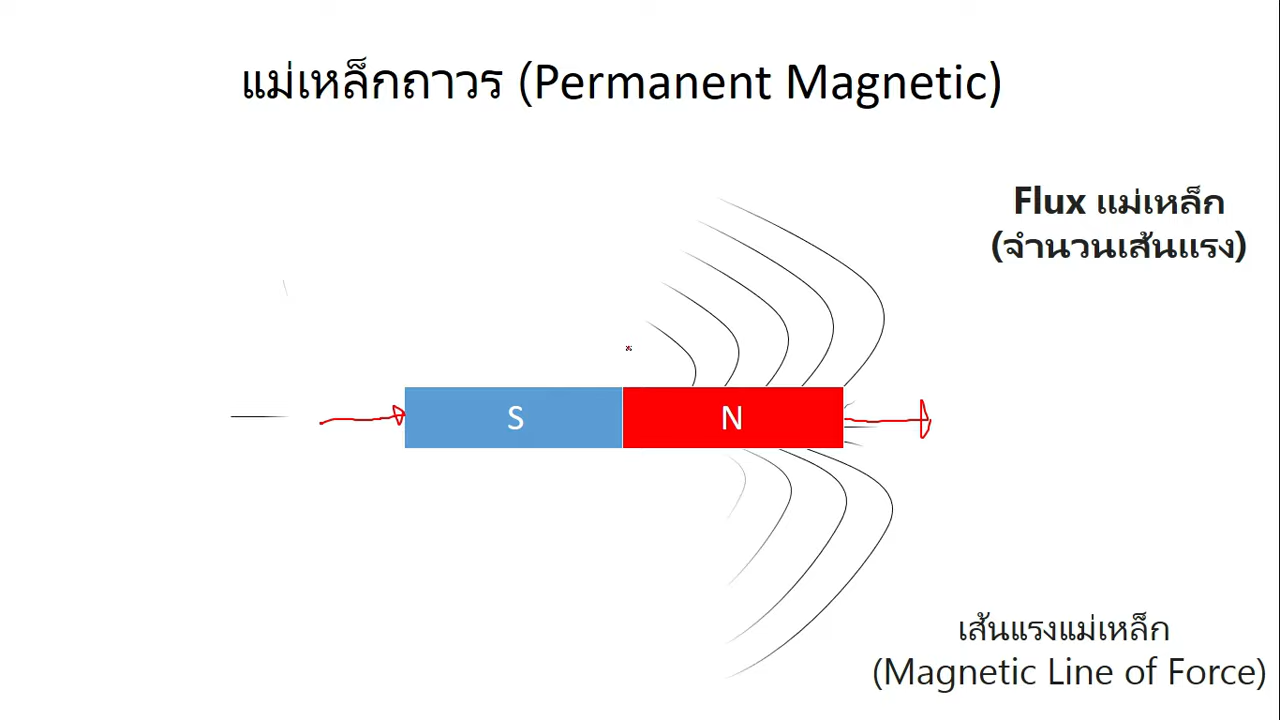 แม่เหล็กถาวร (Permanent Magnetic)
Flux แม่เหล็ก
(จำนวนเส้นแรง)
S N
เส้นแรงแม่เหล็ก
(Magnetic Line of Force)